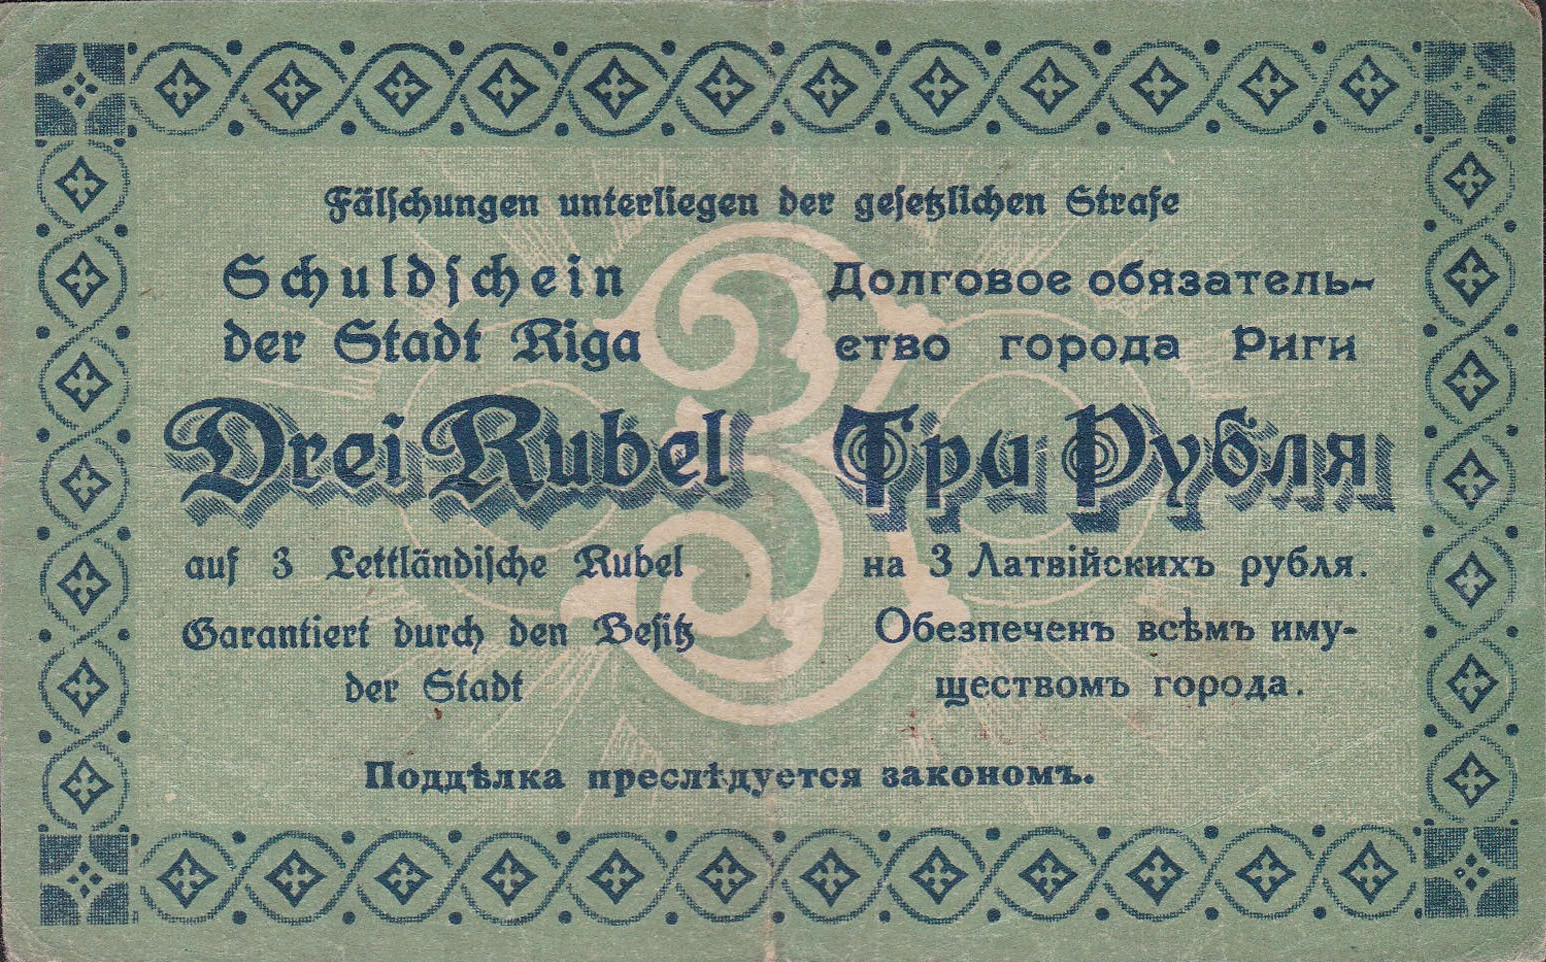 Fälschungen unterliegen der gesetzlichen Strafe
Schuldschein
der Stadt Riga
Долговое обязатель-
ство города Риги
3
Drei Rubel
Три Рубля
auf 3 Lettländische Rubel
Garantiert durch den Besitz
der Stadt
на 3 Латвійскихъ рубля.
Обезпеченъ всѣмъ иму-
ществомъ города.
Поддѣлка преслѣдуется закономъ.